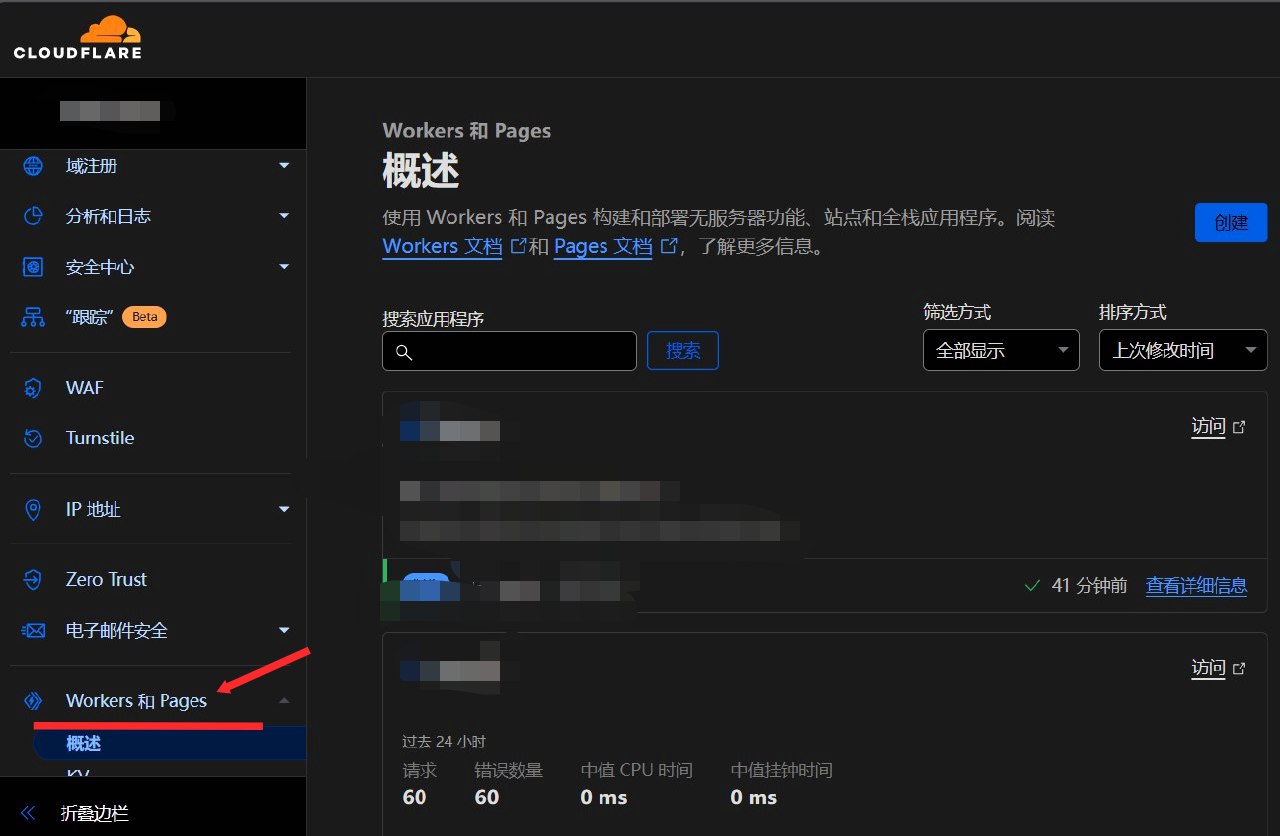 CLOUDFLARE
域注册
分析和日志
安全中心
“跟踪” Beta
WAF
Turnstile
IP 地址
Zero Trust
电子邮件安全
Workers 和 Pages
概述
KV
折叠边栏
Workers 和 Pages
概述
使用 Workers 和 Pages 构建和部署无服务器功能、站点和全栈应用程序。阅读
Workers 文档 和 Pages 文档 ，了解更多信息。
创建
搜索应用程序
搜索
筛选方式
全部显示
排序方式
上次修改时间
访问
41 分钟前 查看详细信息
访问
过去 24 小时
请求 错误数量 中值 CPU 时间 中值挂钟时间
60 60 0 ms 0 ms